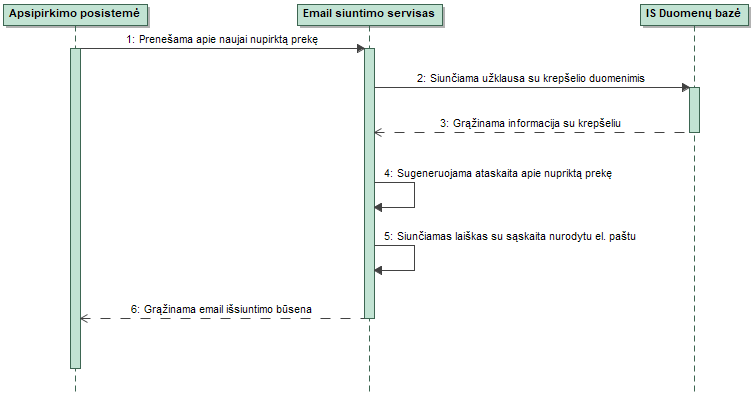 Apsipirkimo posistemė
Email siuntimo servisas
IS Duomenų bazė
1: Prenešama apie naujai nupirktą prekę
2: Siunčiama užklausa su krepšelio duomenimis
3: Grąžinama informacija su krepšeliu
4: Sugeneruojama ataskaita apie nupriktą prekę
5: Siunčiamas laiškas su sąskaita nurodytu el. paštu
6: Grąžinama email išsiuntimo būsena